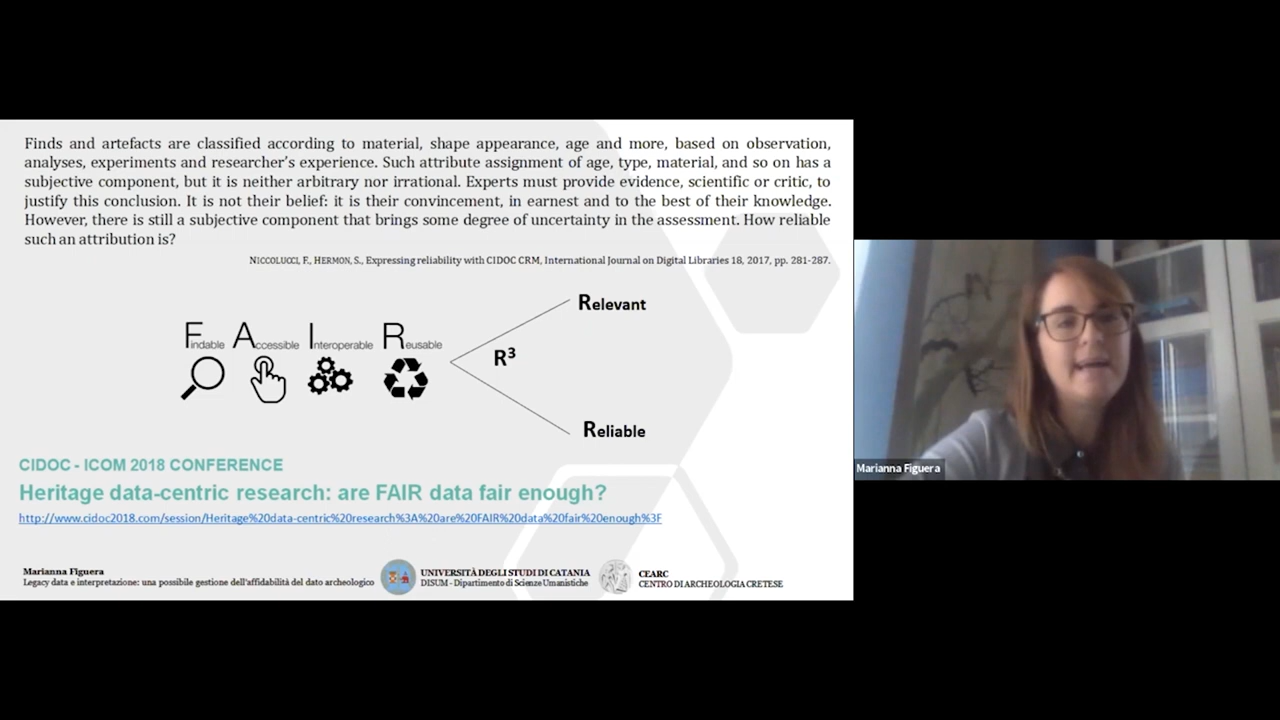 Finds and artefacts are classified according to material, shape appearance, age and more, based on observation,
analyses, experiments and researcher's experience. Such attribute assignment of age, type, material, and so on has a
subjective component, but it is neither arbitrary nor irrational. Experts must provide evidence, scientific or critic, to
justify this conclusion. It is not their belief: it is their convincement, in earnest and to the best of their knowledge.
However, there is still a subjective component that brings some degree of uncertainty in the assessment. How reliable
such an attribution is?
NICCOLUCCI, F., HERMON, S., Expressing reliability with CIDOC CRM, International Journal on Digital Libraries 18, 2017, pp. 281-287.
Relevant
Findable Accessible Interoperable Reusable
R³
Reliable
CIDOC - ICOM 2018 CONFERENCE
Heritage data-centric research: are FAIR data fair enough?
http://www.cidoc2018.com/session/Heritage%20data-centric%20research%3A%20are%20FAIR%20data%20fair%20enough%3F
Marianna Figuera
Legacy data e interpretazione: una possibile gestione dell'affidabilità del dato archeologico
UNIVERSITÀ DEGLI STUDI DI CATANIA
DISUM - Dipartimento di Scienze Umanistiche
CEARC
CENTRO DI ARCHEOLOGIA CRETESE
Marianna Figuera